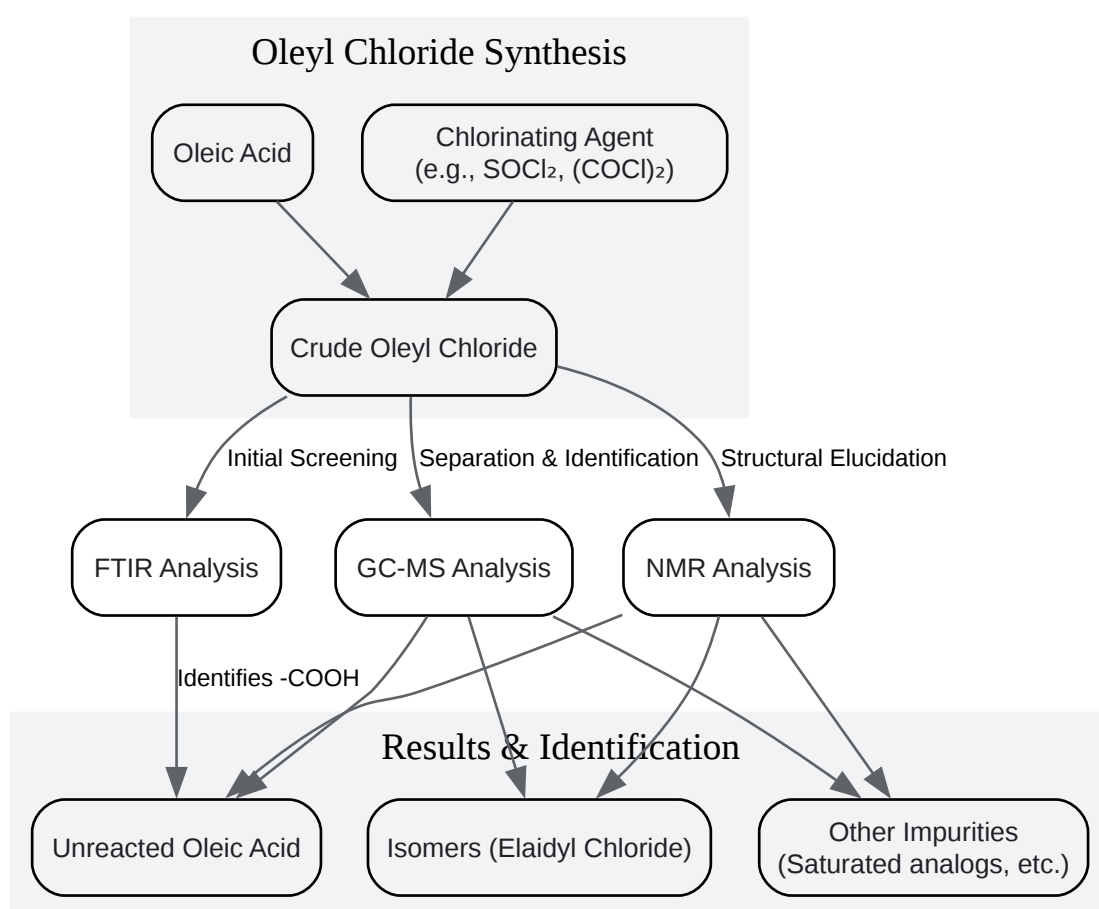 Oleyl Chloride Synthesis
Oleic Acid
Chlorinating Agent
(e.g., SOCl₂, (COCl)₂)
Crude Oleyl Chloride
Initial Screening
Separation & Identification
Structural Elucidation
FTIR Analysis
GC-MS Analysis
NMR Analysis
Identifies -COOH
Results & Identification
Unreacted Oleic Acid
Isomers (Elaidyl Chloride)
Other Impurities
(Saturated analogs, etc.)